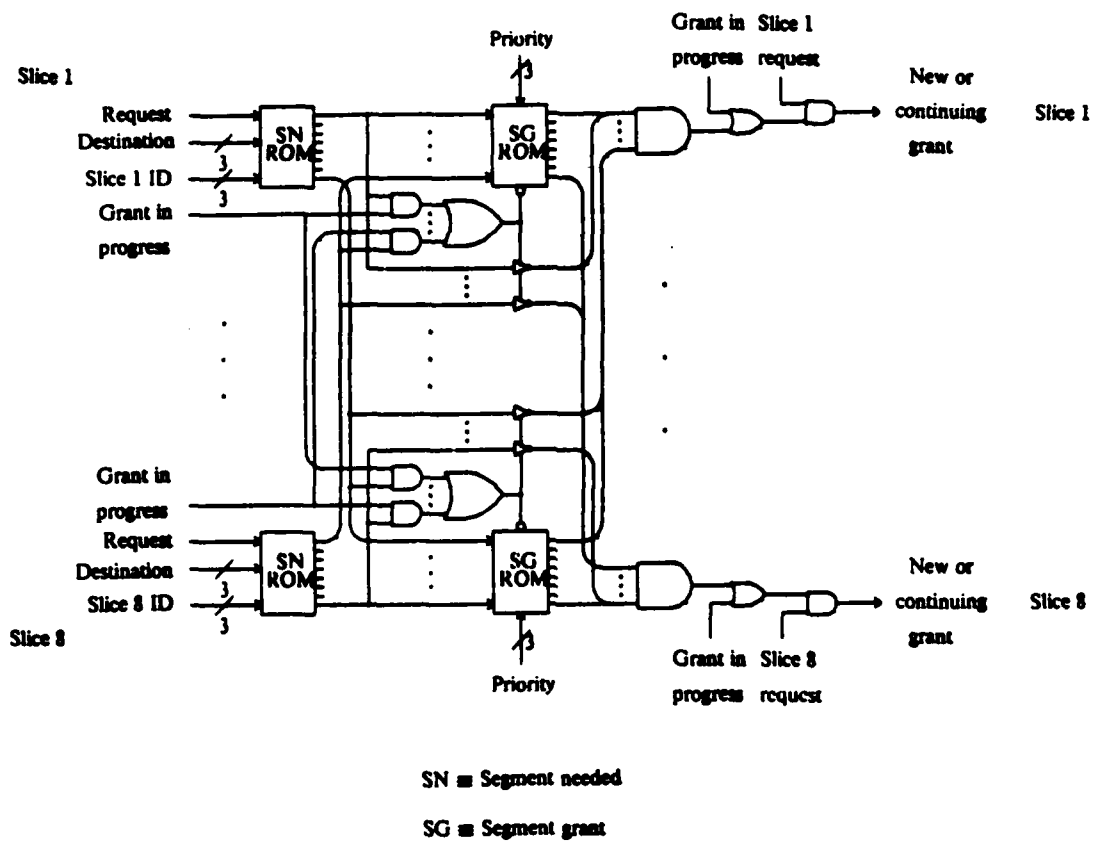 Priority
3
Grant in Slice 1
progress request
Slice 1
New or
continuing
grant
Slice 1
Request
Destination
3
Slice 1 ID
3
Grant in
progress
SN
ROM
SG
ROM
Grant in
progress
Request
Destination
3
Slice 8 ID
3
Slice 8
SN
ROM
SG
ROM
3
Priority
New or
continuing
grant
Slice 8
Grant in Slice 8
progress request
SN ≡ Segment needed
SG ≡ Segment grant